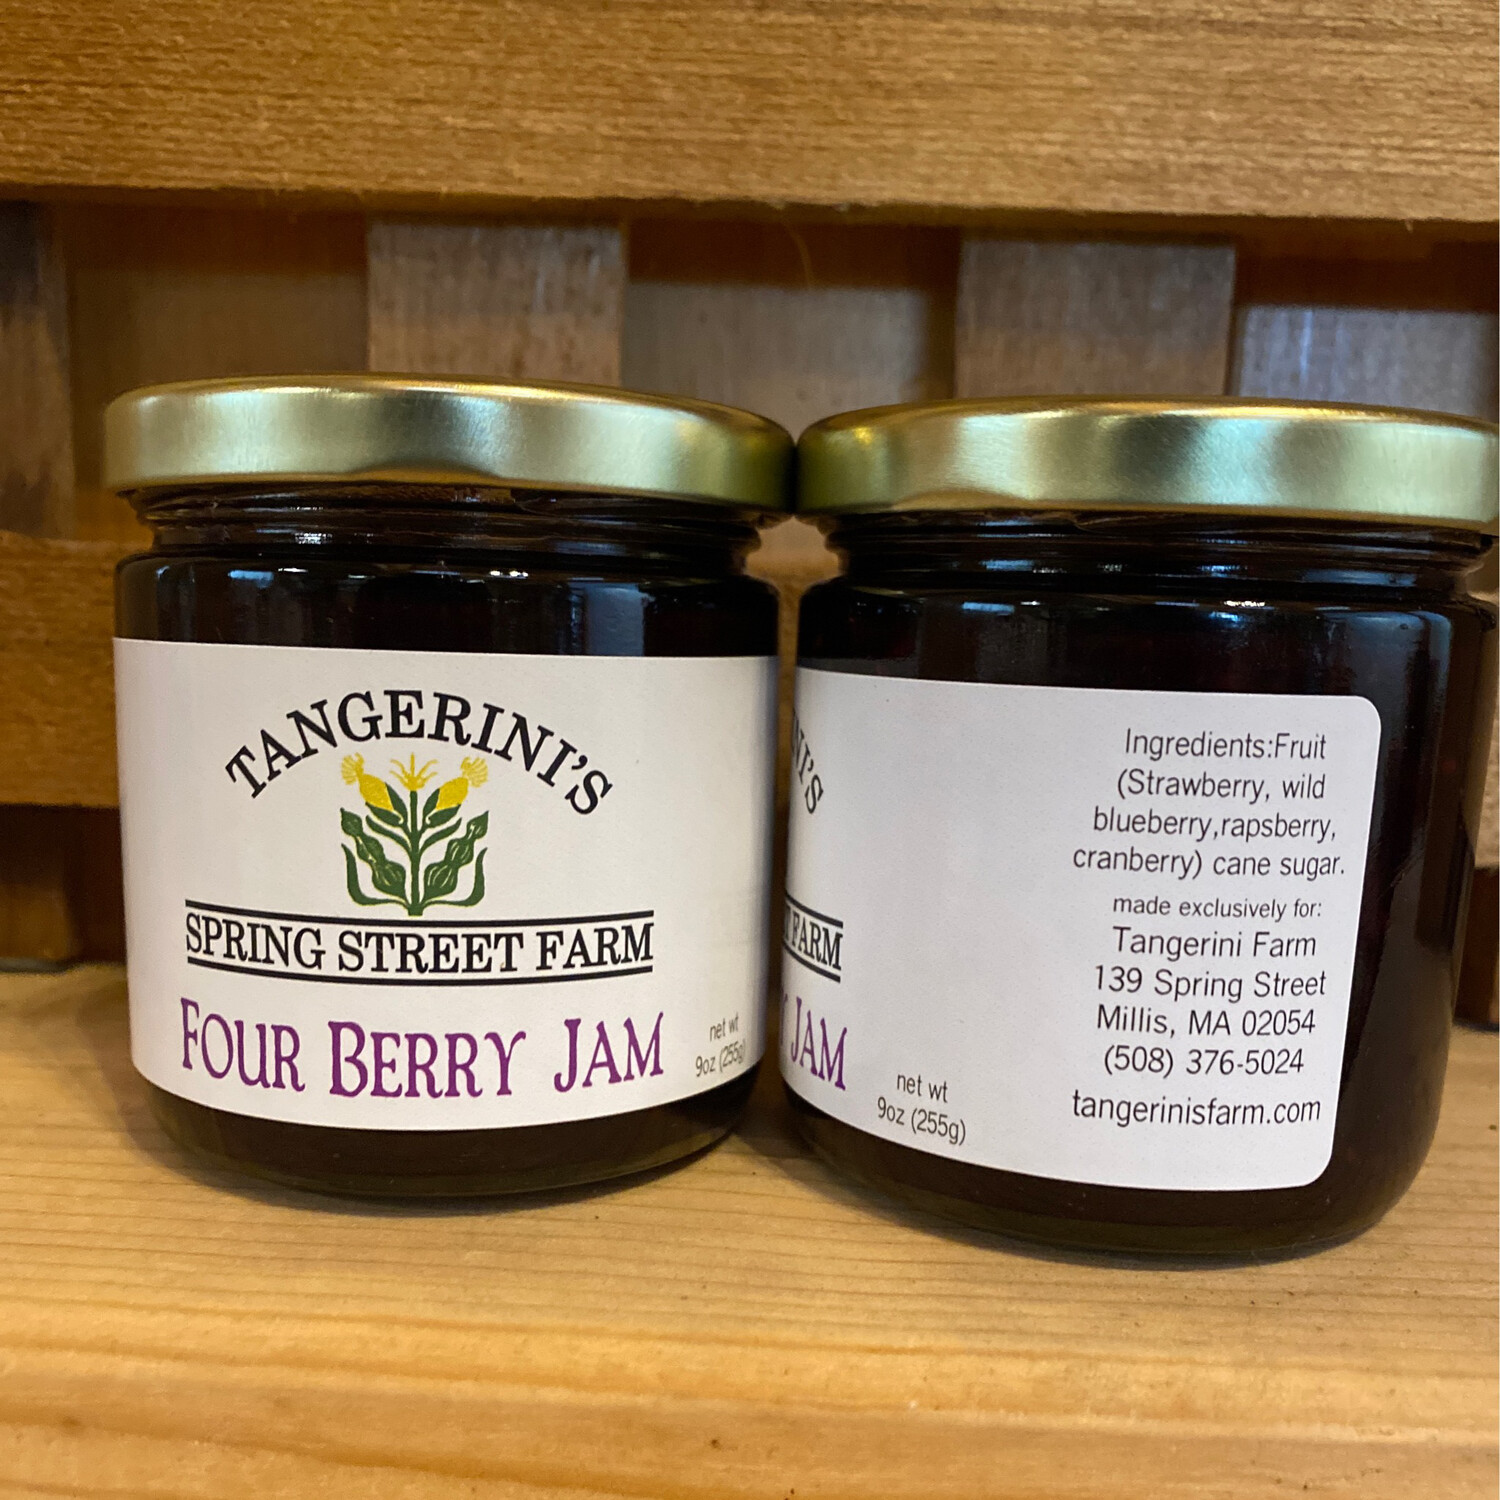 TANGERINI'S
SPRING STREET FARM
FOUR BERRY JAM
net wt
9oz (255g)
NI'S
FARM
JAM
net wt
9oz (255g)
Ingredients:Fruit
(Strawberry, wild
blueberry,rapsberry,
cranberry) cane sugar.
made exclusively for:
Tangerini Farm
139 Spring Street
Millis, MA 02054
(508) 376-5024
tangerinisfarm.com